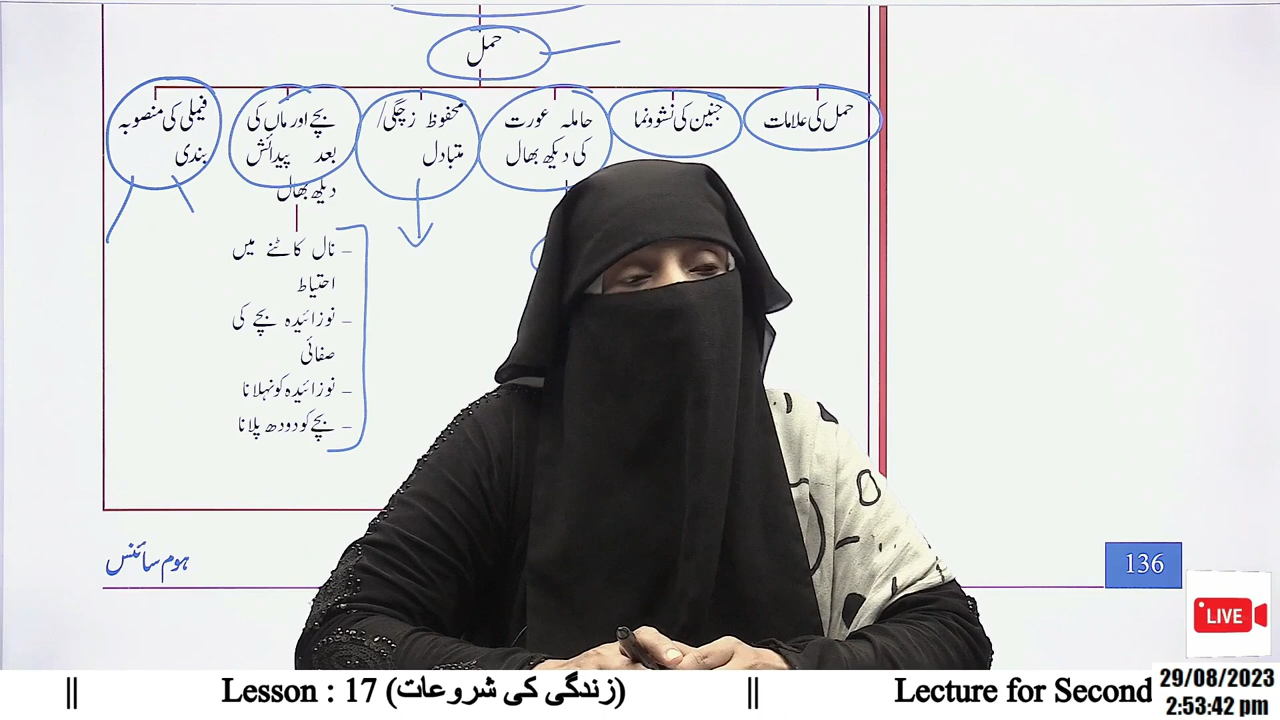 حمل
حمل کی علامات
جنین کی نشوونما
حاملہ عورت
کی دیکھ بھال
محفوظ زچگی/
متبادل
بچے اور ماں کی
بعد پیدائش
دیکھ بھال
فیملی کی منصوبہ
بندی
- نال کاٹنے میں
احتیاط
- نوزائیدہ بچے کی
صفائی
- نوزائیدہ کو نہلانا
- بچے کو دودھ پلانا
ہوم سائنس
136
LIVE
|| Lesson : 17 (زندگی کی شروعات) || Lecture for Second
29/08/2023
2:53:42 pm